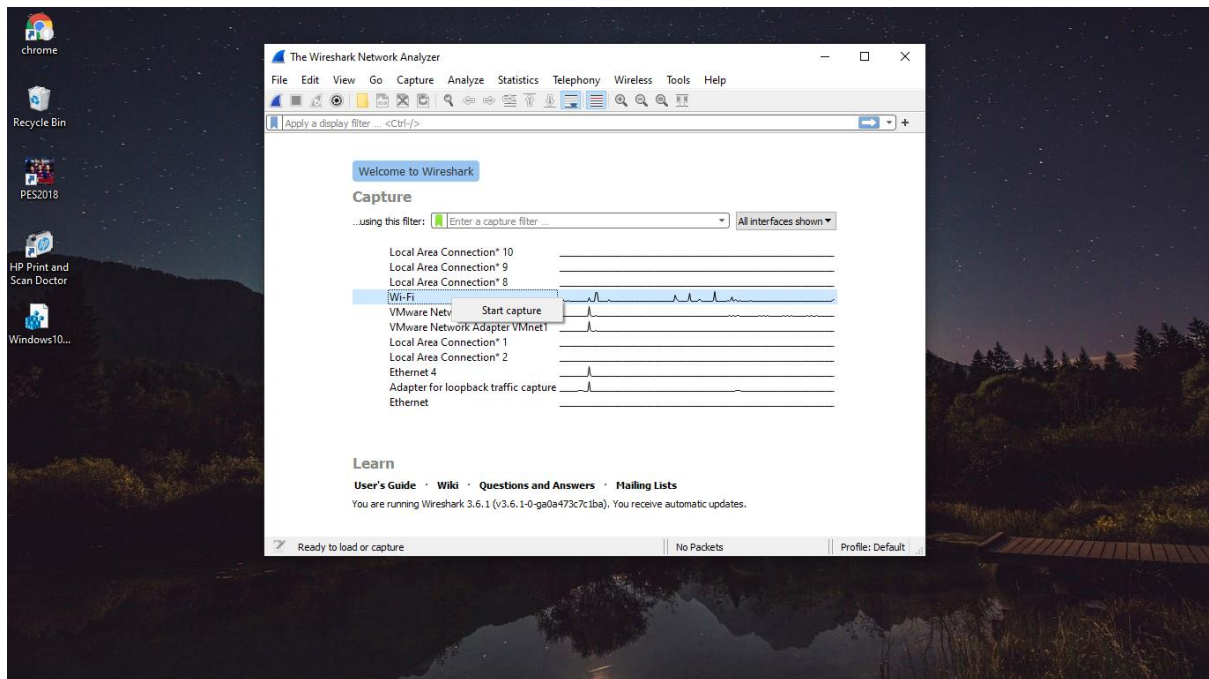 chrome
Recycle Bin
PES2018
HP Print and
Scan Doctor
Windows10...
The Wireshark Network Analyzer
File Edit View Go Capture Analyze Statistics Telephony Wireless Tools Help
Apply a display filter ... <Ctrl-/>
Welcome to Wireshark
Capture
...using this filter: Enter a capture filter ... All interfaces shown
Local Area Connection* 10
Local Area Connection* 9
Local Area Connection* 8
Wi-Fi
Start capture
VMware Netw
VMware Network Adapter VMnet1
Local Area Connection* 1
Local Area Connection* 2
Ethernet 4
Adapter for loopback traffic capture
Ethernet
Learn
User's Guide · Wiki · Questions and Answers · Mailing Lists
You are running Wireshark 3.6.1 (v3.6.1-0-ga0a473c7c1ba). You receive automatic updates.
Ready to load or capture No Packets Profile: Default